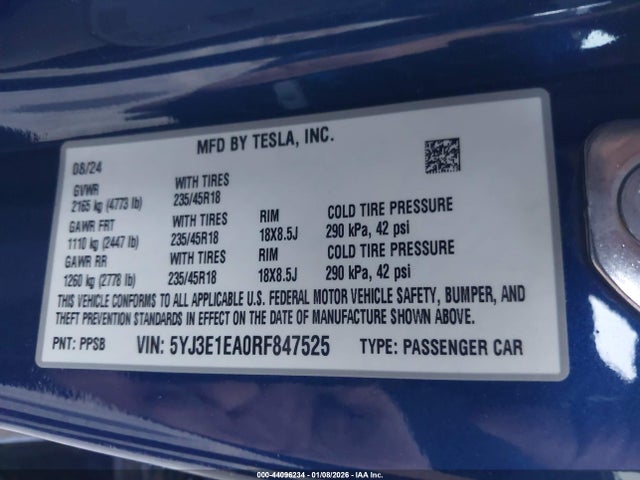 MFD BY TESLA, INC.
08/24
GVWR WITH TIRES
2165 kg (4773 lb) 235/45R18
GAWR FRT WITH TIRES RIM COLD TIRE PRESSURE
1110 kg (2447 lb) 235/45R18 18X8.5J 290 kPa, 42 psi
GAWR RR WITH TIRES RIM COLD TIRE PRESSURE
1260 kg (2778 lb) 235/45R18 18X8.5J 290 kPa, 42 psi
THIS VEHICLE CONFORMS TO ALL APPLICABLE U.S. FEDERAL MOTOR VEHICLE SAFETY, BUMPER, AND
THEFT PREVENTION STANDARDS IN EFFECT ON THE DATE OF MANUFACTURE SHOWN ABOVE.
PNT: PPSB VIN: 5YJ3E1EA0RF847525 TYPE: PASSENGER CAR
000-44096234 - 01/08/2026 - IAA Inc.